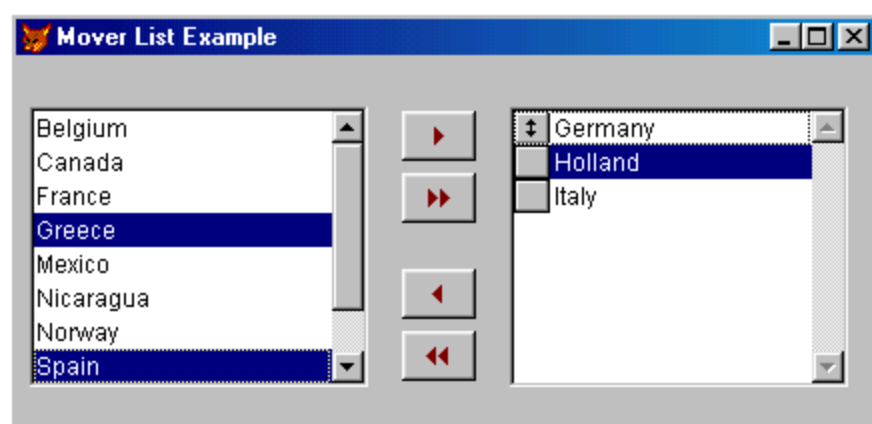 Mover List Example
Belgium
Canada
France
Greece
Mexico
Nicaragua
Norway
Spain
Germany
Holland
Italy